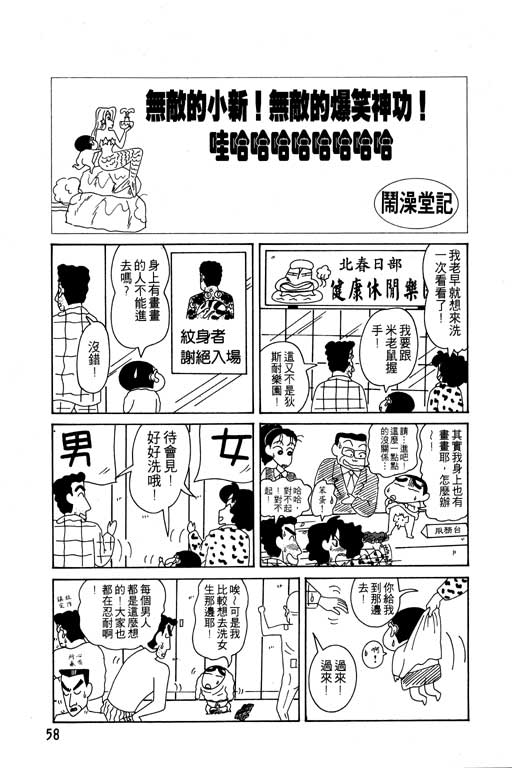 無敵的小新！無敵的爆笑神功！
哇哈哈哈哈哈哈哈哈
鬧澡堂記
北春日部
健康休閒樂
我老早就想來洗
一次看看了！
我要跟
米老鼠握
手！
這又不是狄
斯耐樂園！
紋身者
謝絕入場
身上有畫畫
的人不能進
去嗎？
沒錯！
其實我身上也有
畫畫耶，怎麼辦
～！
請…進吧！
這麼一點點
的沒關係…
笨蛋！
哈哈，
對不起
！對不
起！
服務台
女
男
待會見！
好好洗哦！
你給我
到那邊
去！
啊！
過來！
過來！
唉～可是我
比較想去洗女
生那邊耶！
每個男人
都是這麼想
的！大家也
都在忍耐啊！
心有
所
58